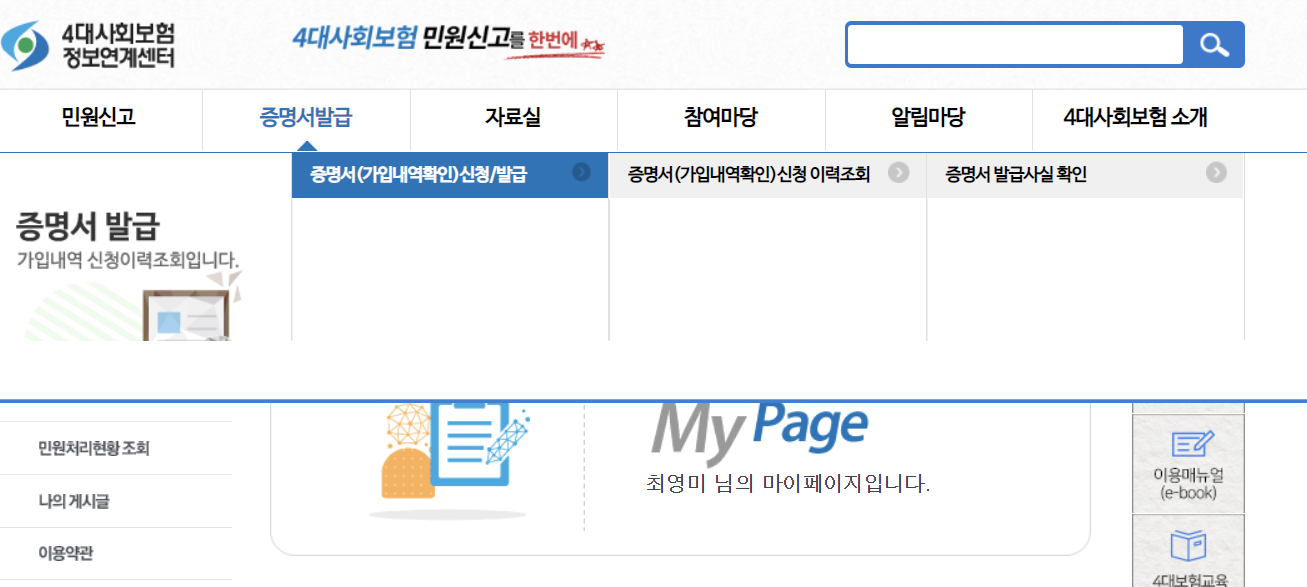 4대사회보험
정보연계센터
4대사회보험 민원신고를 한번에
민원신고
증명서발급
자료실
참여마당
알림마당
4대사회보험 소개
증명서(가입내역확인)신청/발급
증명서(가입내역확인)신청 이력조회
증명서 발급사실 확인
증명서 발급
가입내역 신청이력조회입니다.
민원처리현황 조회
나의 게시글
이용약관
My Page
최영미 님의 마이페이지입니다.
이용매뉴얼
(e-book)
4대보험교육